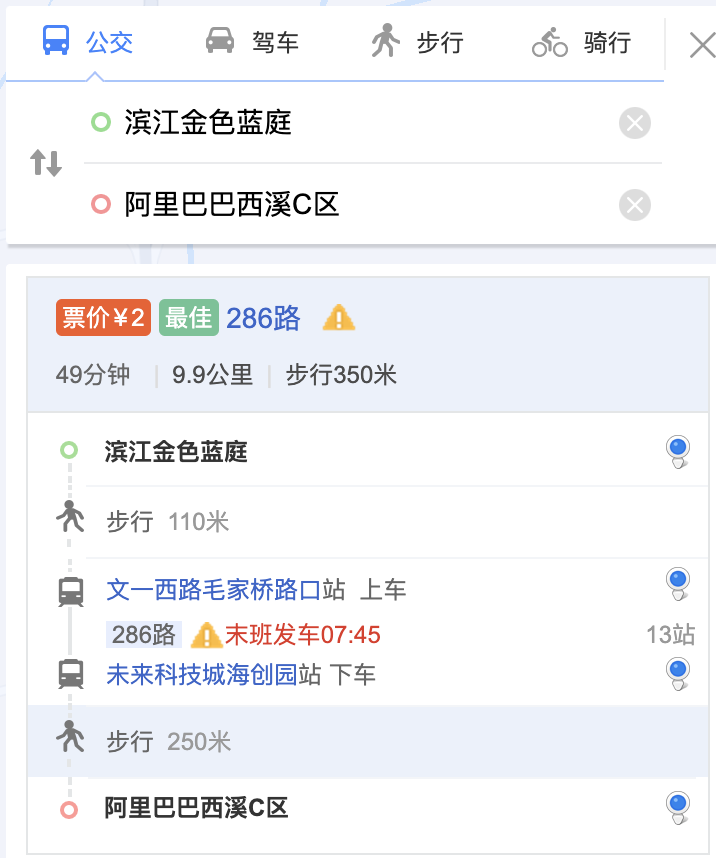 公交 驾车 步行 骑行
滨江金色蓝庭
阿里巴巴西溪C区
票价¥2 最佳 286路
49分钟 | 9.9公里 | 步行350米
滨江金色蓝庭
步行 110米
文一西路毛家桥路口站 上车
286路 末班发车07:45 13站
未来科技城海创园站 下车
步行 250米
阿里巴巴西溪C区